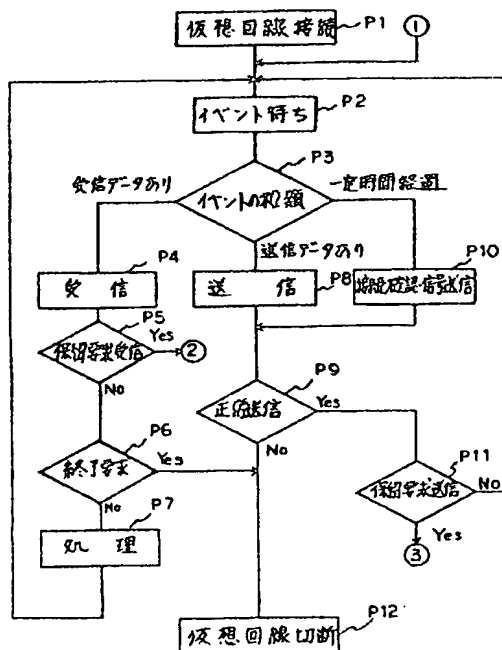 仮想回線接続
P1
①
イベント待ち
P2
P3
イベントの種類
受信データあり
一定時間経過
送信データあり
P4
受信
P8
送信
P10
接続確認信号送信
P5
保留要求受信
Yes
②
No
P9
正常送信
Yes
No
P6
終了要求
Yes
No
P11
保留要求送信
No
Yes
③
P7
処理
P12
仮想回線切断